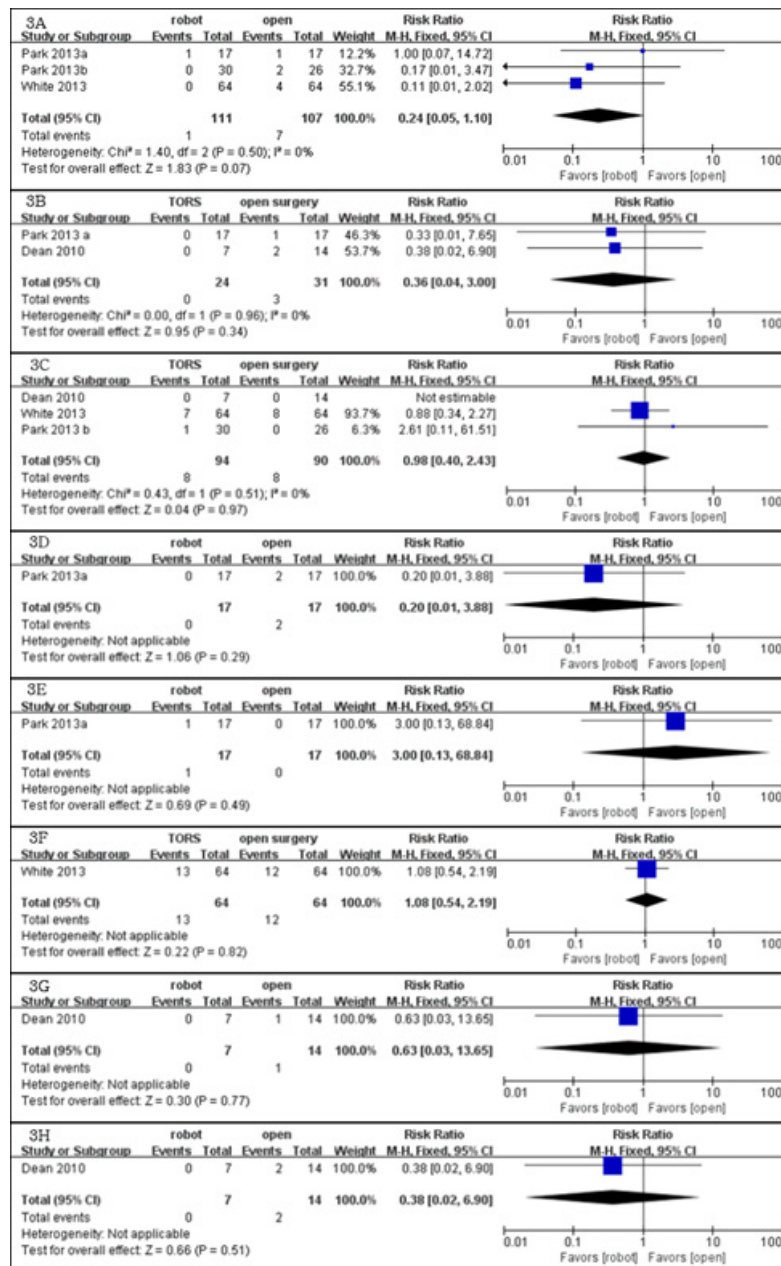 3A robot open Risk Ratio Risk Ratio
Study or Subgroup Events Total Events Total Weight M-H, Fixed, 95% CI M-H, Fixed, 95% CI
Park 2013a 1 17 1 17 12.2% 1.00 [0.07, 14.72]
Park 2013b 0 30 2 26 32.7% 0.17 [0.01, 3.47]
White 2013 0 64 4 64 55.1% 0.11 [0.01, 2.02]
Total (95% CI) 111 107 100.0% 0.24 [0.05, 1.10]
Total events 1 7
Heterogeneity: Chi² = 1.40, df = 2 (P = 0.50); I² = 0%
Test for overall effect: Z = 1.83 (P = 0.07)
0.01 0.1 1 10 100
Favors [robot] Favors [open]
3B TORS open surgery Risk Ratio Risk Ratio
Study or Subgroup Events Total Events Total Weight M-H, Fixed, 95% CI M-H, Fixed, 95% CI
Park 2013 a 0 17 1 17 46.3% 0.33 [0.01, 7.65]
Dean 2010 0 7 2 14 53.7% 0.38 [0.02, 6.90]
Total (95% CI) 24 31 100.0% 0.36 [0.04, 3.00]
Total events 0 3
Heterogeneity: Chi² = 0.00, df = 1 (P = 0.96); I² = 0%
Test for overall effect: Z = 0.95 (P = 0.34)
0.01 0.1 1 10 100
Favors [robot] Favors [open]
3C TORS open surgery Risk Ratio Risk Ratio
Study or Subgroup Events Total Events Total Weight M-H, Fixed, 95% CI M-H, Fixed, 95% CI
Dean 2010 0 7 0 14 Not estimable
White 2013 7 64 8 64 93.7% 0.88 [0.34, 2.27]
Park 2013 b 1 30 0 26 6.3% 2.61 [0.11, 61.51]
Total (95% CI) 94 90 100.0% 0.98 [0.40, 2.43]
Total events 8 8
Heterogeneity: Chi² = 0.43, df = 1 (P = 0.51); I² = 0%
Test for overall effect: Z = 0.04 (P = 0.97)
0.01 0.1 1 10 100
Favors [robot] Favors [open]
3D robot open Risk Ratio Risk Ratio
Study or Subgroup Events Total Events Total Weight M-H, Fixed, 95% CI M-H, Fixed, 95% CI
Park 2013a 0 17 2 17 100.0% 0.20 [0.01, 3.88]
Total (95% CI) 17 17 100.0% 0.20 [0.01, 3.88]
Total events 0 2
Heterogeneity: Not applicable
Test for overall effect: Z = 1.06 (P = 0.29)
0.01 0.1 1 10 100
Favors [robot] Favors [open]
3E robot open Risk Ratio Risk Ratio
Study or Subgroup Events Total Events Total Weight M-H, Fixed, 95% CI M-H, Fixed, 95% CI
Park 2013a 1 17 0 17 100.0% 3.00 [0.13, 68.84]
Total (95% CI) 17 17 100.0% 3.00 [0.13, 68.84]
Total events 1 0
Heterogeneity: Not applicable
Test for overall effect: Z = 0.69 (P = 0.49)
0.01 0.1 1 10 100
Favors [robot] Favors [open]
3F TORS open surgery Risk Ratio Risk Ratio
Study or Subgroup Events Total Events Total Weight M-H, Fixed, 95% CI M-H, Fixed, 95% CI
White 2013 13 64 12 64 100.0% 1.08 [0.54, 2.19]
Total (95% CI) 64 64 100.0% 1.08 [0.54, 2.19]
Total events 13 12
Heterogeneity: Not applicable
Test for overall effect: Z = 0.22 (P = 0.82)
0.01 0.1 1 10 100
Favors [robot] Favors [open]
3G robot open Risk Ratio Risk Ratio
Study or Subgroup Events Total Events Total Weight M-H, Fixed, 95% CI M-H, Fixed, 95% CI
Dean 2010 0 7 1 14 100.0% 0.63 [0.03, 13.65]
Total (95% CI) 7 14 100.0% 0.63 [0.03, 13.65]
Total events 0 1
Heterogeneity: Not applicable
Test for overall effect: Z = 0.30 (P = 0.77)
0.01 0.1 1 10 100
Favors [robot] Favors [open]
3H robot open Risk Ratio Risk Ratio
Study or Subgroup Events Total Events Total Weight M-H, Fixed, 95% CI M-H, Fixed, 95% CI
Dean 2010 0 7 2 14 100.0% 0.38 [0.02, 6.90]
Total (95% CI) 7 14 100.0% 0.38 [0.02, 6.90]
Total events 0 2
Heterogeneity: Not applicable
Test for overall effect: Z = 0.66 (P = 0.51)
0.01 0.1 1 10 100
Favors [robot] Favors [open]